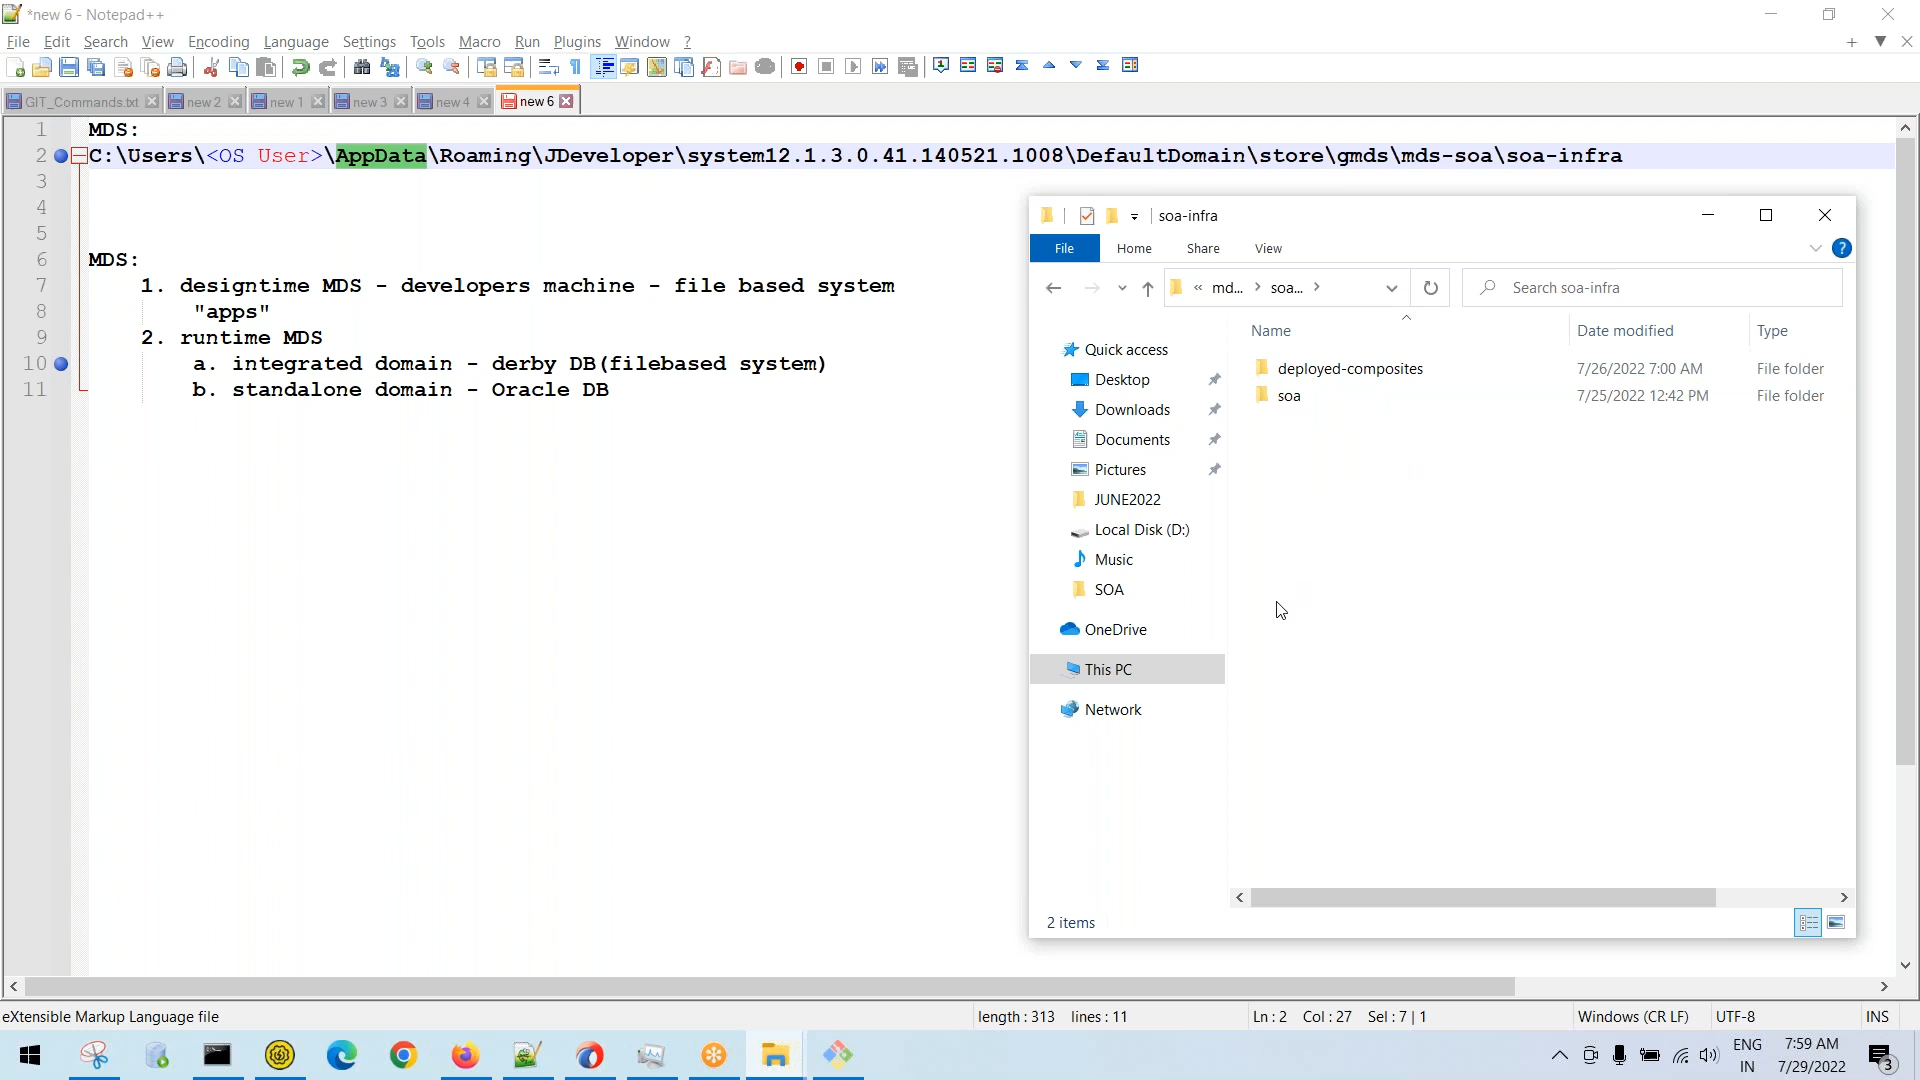 *new 6 - Notepad++
File Edit Search View Encoding Language Settings Tools Macro Run Plugins Window ?
GIT_Commands.txt new 2 new 1 new 3 new 4 new 6
1 MDS:
2 C:\Users\<OS User>\AppData\Roaming\JDeveloper\system12.1.3.0.41.140521.1008\DefaultDomain\store\gmds\mds-soa\soa-infra
3
4
5
6 MDS:
7 1. designtime MDS - developers machine - file based system
8 "apps"
9 2. runtime MDS
10 a. integrated domain - derby DB(filebased system)
11 b. standalone domain - Oracle DB
soa-infra
File Home Share View
« md... > soa... >
Search soa-infra
Name Date modified Type
deployed-composites 7/26/2022 7:00 AM File folder
soa 7/25/2022 12:42 PM File folder
Quick access
Desktop
Downloads
Documents
Pictures
JUNE2022
Local Disk (D:)
Music
SOA
OneDrive
This PC
Network
2 items
eXtensible Markup Language file length : 313 lines : 11 Ln : 2 Col : 27 Sel : 7 | 1 Windows (CR LF) UTF-8 INS
ENG
IN
7:59 AM
7/29/2022
3